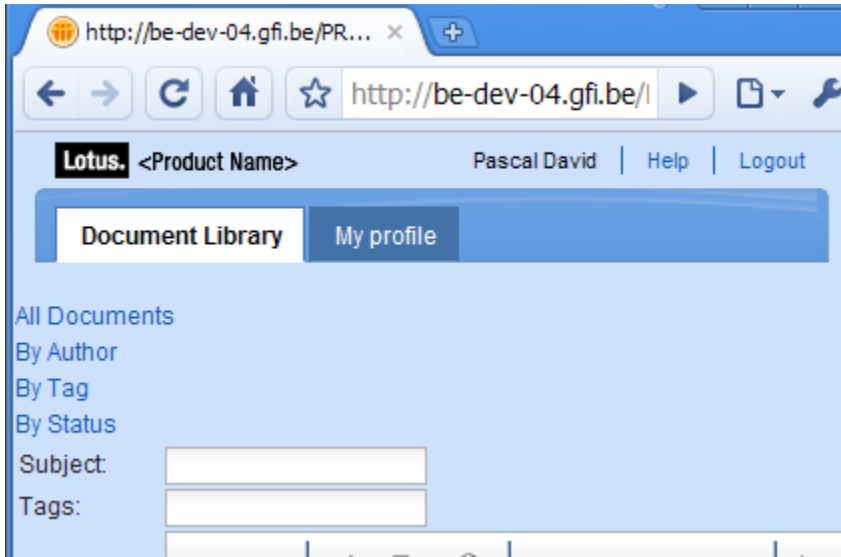 http://be-dev-04.gfi.be/PR...
http://be-dev-04.gfi.be/
Lotus. <Product Name> Pascal David Help Logout
Document Library My profile
All Documents
By Author
By Tag
By Status
Subject:
Tags: